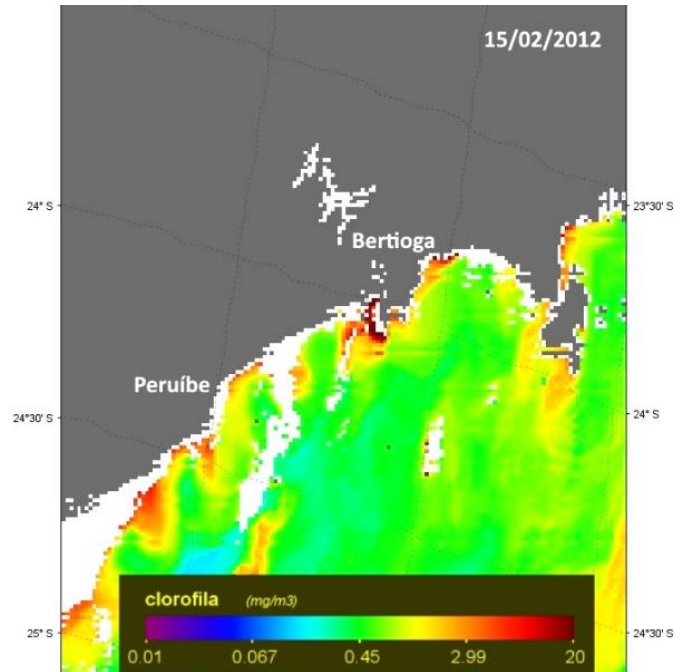 15/02/2012
24° S
23°30' S
Bertioga
Peruíbe
24°30' S
24° S
clorofila (mg/m3)
0.01 0.067 0.45 2.99 20
25° S
24°30' S